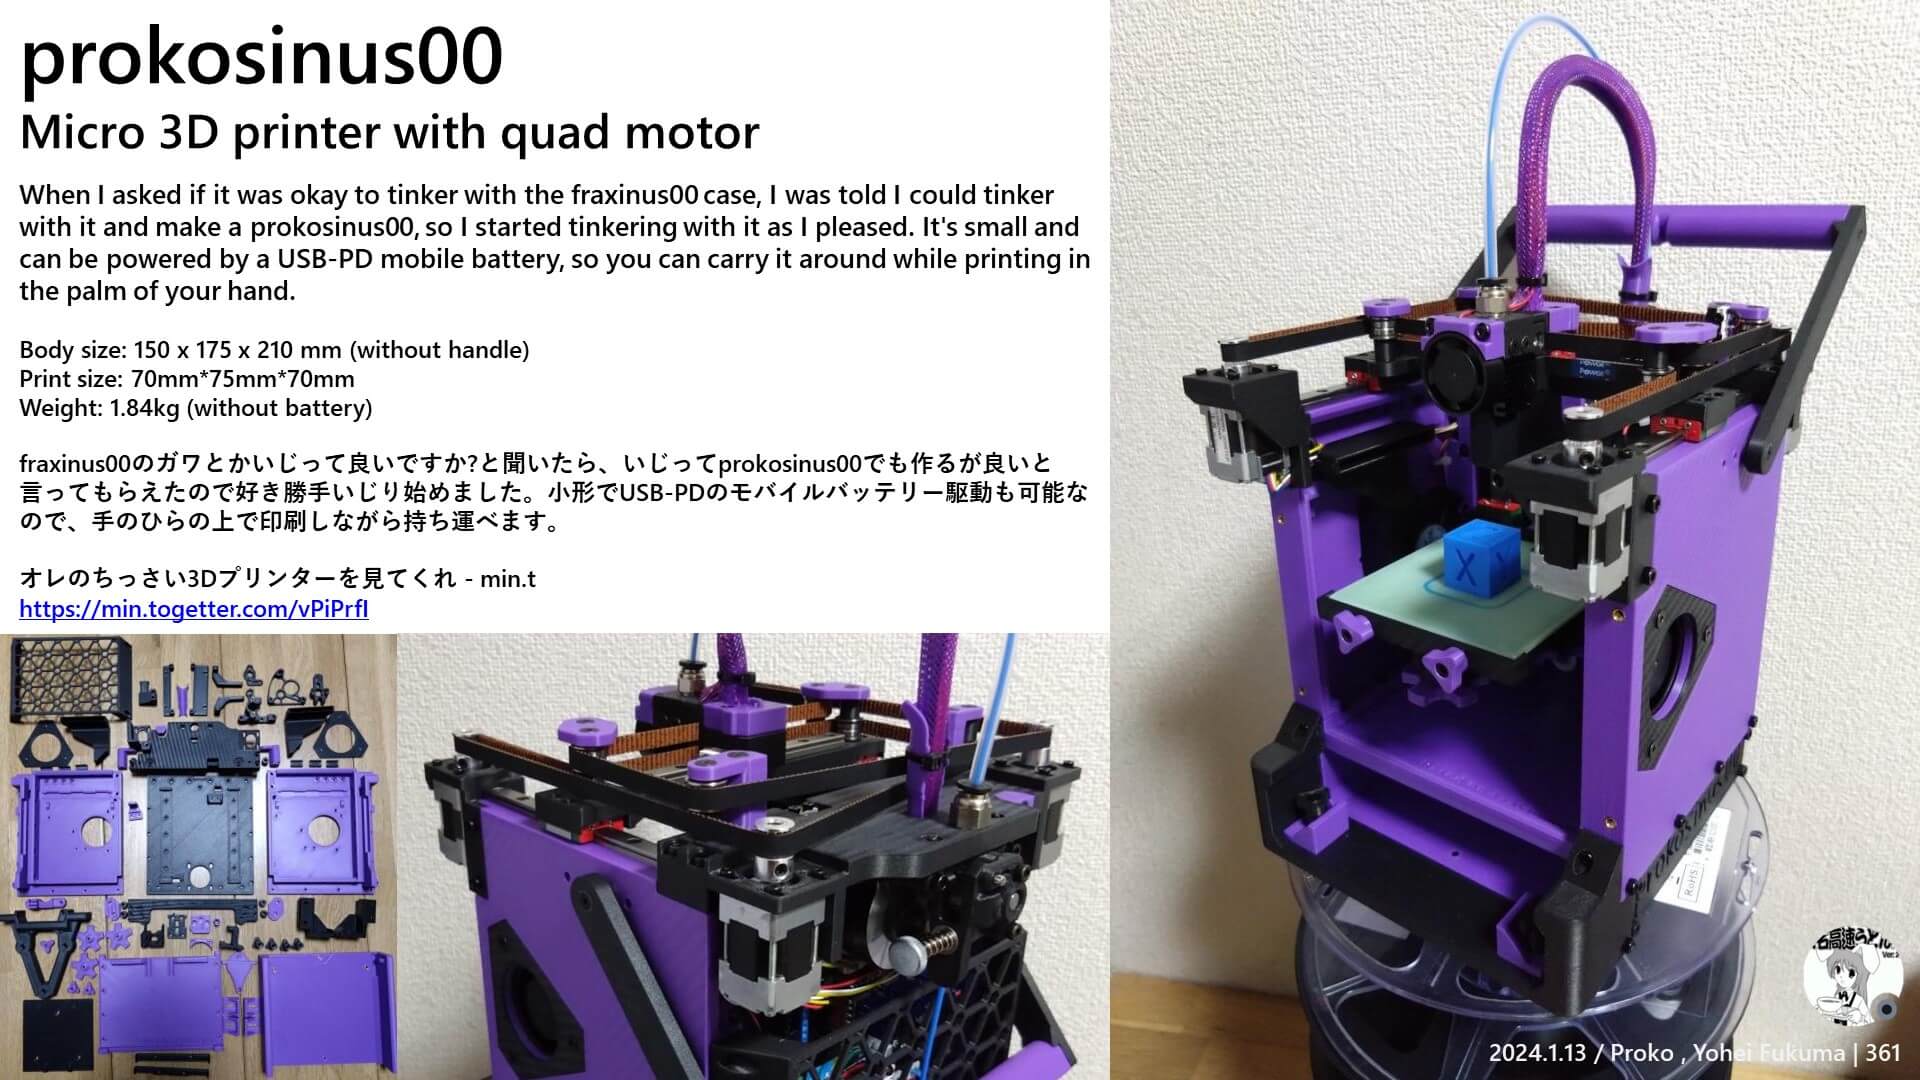 prokosinus00
Micro 3D printer with quad motor
When I asked if it was okay to tinker with the fraxinus00 case, I was told I could tinker
with it and make a prokosinus00, so I started tinkering with it as I pleased. It's small and
can be powered by a USB-PD mobile battery, so you can carry it around while printing in
the palm of your hand.
Body size: 150 x 175 x 210 mm (without handle)
Print size: 70mm*75mm*70mm
Weight: 1.84kg (without battery)
fraxinus00のガワとかいじって良いですか?と聞いたら、いじってprokosinus00でも作るが良いと
言ってもらえたので好き勝手いじり始めました。小形でUSB-PDのモバイルバッテリー駆動も可能な
ので、手のひらの上で印刷しながら持ち運べます。
オレのちっさい3Dプリンターを見てくれ - min.t
https://min.togetter.com/vPiPrfI
X
Y
RoHS
prokosinus
2024.1.13 / Proko , Yohei Fukuma | 361